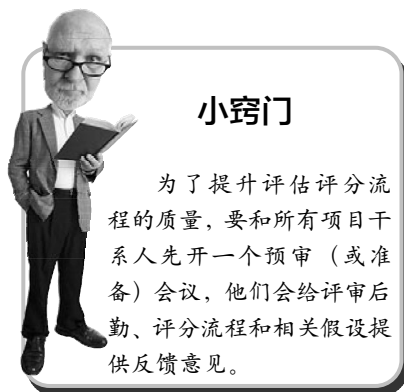 小窍门
为了提升评估评分流
程的质量，要和所有项目干
系人先开一个预审（或准
备）会议，他们会给评审后
勤、评分流程和相关假设提
供反馈意见。